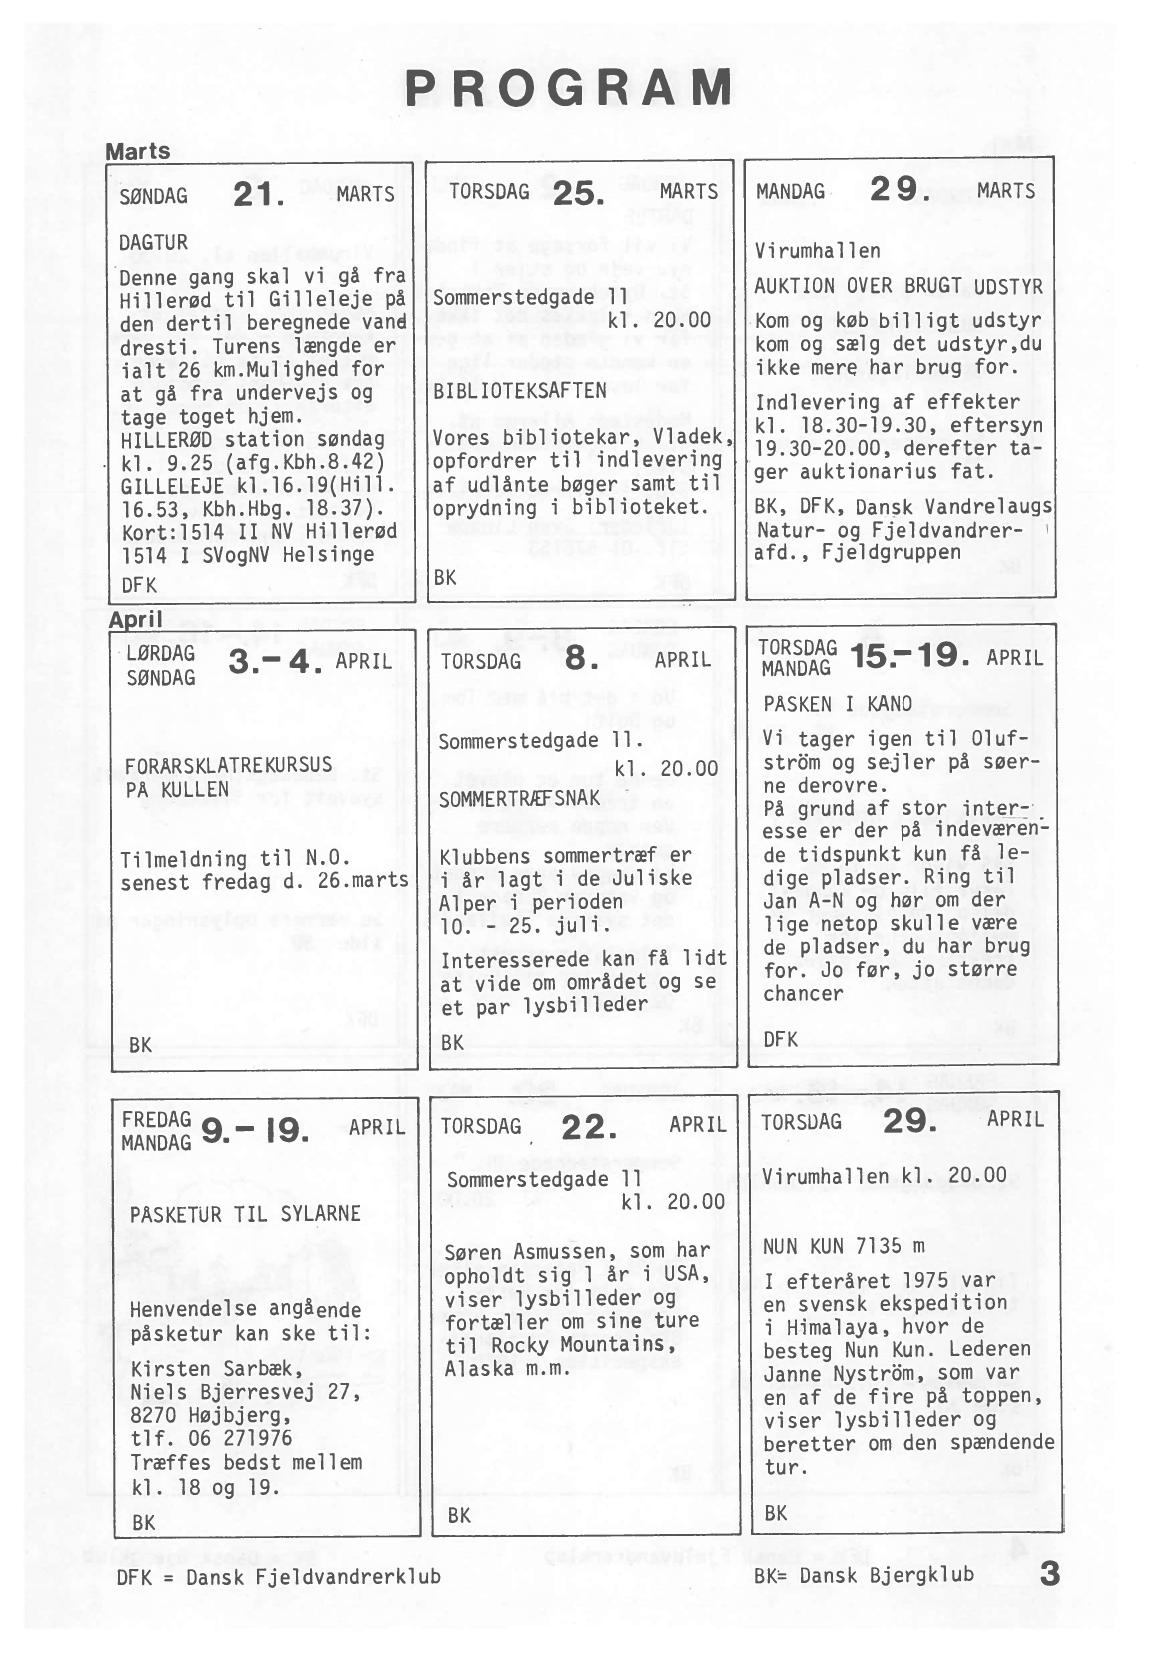 PROGRAM
Marts
SØNDAG 21. MARTS
DAGTUR
Denne gang skal vi gå fra
Hillerød til Gilleleje på
den dertil beregnede vand
dresti. Turens længde er
ialt 26 km.Mulighed for
at gå fra undervejs og
tage toget hjem.
HILLERØD station søndag
kl. 9.25 (afg.Kbh.8.42)
GILLELEJE kl.16.19(Hill.
16.53, Kbh.Hbg. 18.37).
Kort:1514 II NV Hillerød
1514 I SVogNV Helsinge
DFK
TORSDAG 25. MARTS
Sommerstedgade 11
kl. 20.00
BIBLIOTEKSAFTEN
Vores bibliotekar, Vladek,
opfordrer til indlevering
af udlånte bøger samt til
oprydning i biblioteket.
BK
MANDAG 29. MARTS
Virumhallen
AUKTION OVER BRUGT UDSTYR
Kom og køb billigt udstyr
kom og sælg det udstyr,du
ikke mere har brug for.
Indlevering af effekter
kl. 18.30-19.30, eftersyn
19.30-20.00, derefter ta-
ger auktionarius fat.
BK, DFK, Dansk Vandrelaugs
Natur- og Fjeldvandrer-
afd., Fjeldgruppen
April
LØRDAG
SØNDAG 3.-4. APRIL
FORÅRSKLATREKURSUS
PÅ KULLEN
Tilmeldning til N.O.
senest fredag d. 26.marts
BK
TORSDAG 8. APRIL
Sommerstedgade 11.
kl. 20.00
SOMMERTRÆFSNAK
Klubbens sommertræf er
i år lagt i de Juliske
Alper i perioden
10. - 25. juli.
Interesserede kan få lidt
at vide om området og se
et par lysbilleder
BK
TORSDAG
MANDAG 15.-19. APRIL
PÅSKEN I KANO
Vi tager igen til Oluf-
ström og sejler på søer-
ne derovre.
På grund af stor inter-
esse er der på indeværen-
de tidspunkt kun få le-
dige pladser. Ring til
Jan A-N og hør om der
lige netop skulle være
de pladser, du har brug
for. Jo før, jo større
chancer
DFK
FREDAG
MANDAG 9.-19. APRIL
PÅSKETUR TIL SYLARNE
Henvendelse angående
påsketur kan ske til:
Kirsten Sarbæk,
Niels Bjerresvej 27,
8270 Højbjerg,
tlf. 06 271976
Træffes bedst mellem
kl. 18 og 19.
BK
TORSDAG 22. APRIL
Sommerstedgade 11
kl. 20.00
Søren Asmussen, som har
opholdt sig 1 år i USA,
viser lysbilleder og
fortæller om sine ture
til Rocky Mountains,
Alaska m.m.
BK
TORSDAG 29. APRIL
Virumhallen kl. 20.00
NUN KUN 7135 m
I efteråret 1975 var
en svensk ekspedition
i Himalaya, hvor de
besteg Nun Kun. Lederen
Janne Nyström, som var
en af de fire på toppen,
viser lysbilleder og
beretter om den spændende
tur.
BK
DFK = Dansk Fjeldvandrerklub
BK= Dansk Bjergklub 3